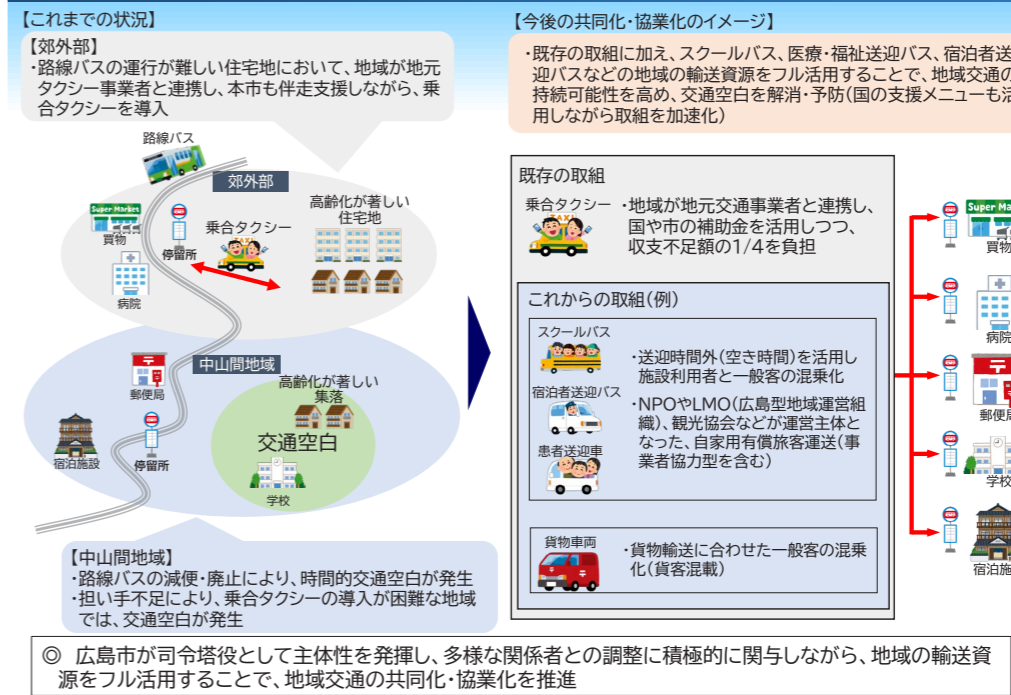 【これまでの状況】
【郊外部】
・路線バスの運行が難しい住宅地において、地域が地元
タクシー事業者と連携し、本市も伴走支援しながら、乗
合タクシーを導入
路線バス
郊外部
Super Market
買物
停留所
乗合タクシー
TAXI
高齢化が著しい
住宅地
病院
中山間地域
郵便局
高齢化が著しい
集落
交通空白
宿泊施設
停留所
学校
【中山間地域】
・路線バスの減便・廃止により、時間的交通空白が発生
・担い手不足により、乗合タクシーの導入が困難な地域
では、交通空白が発生
【今後の共同化・協業化のイメージ】
・既存の取組に加え、スクールバス、医療・福祉送迎バス、宿泊者送
迎バスなどの地域の輸送資源をフル活用することで、地域交通の
持続可能性を高め、交通空白を解消・予防(国の支援メニューも活
用しながら取組を加速化)
既存の取組
乗合タクシー
TAXI
・地域が地元交通事業者と連携し、
国や市の補助金を活用しつつ、
収支不足額の1/4を負担
これからの取組(例)
スクールバス
宿泊者送迎バス
患者送迎車
・送迎時間外(空き時間)を活用し
施設利用者と一般客の混乗化
・NPOやLMO(広島型地域運営組
織)、観光協会などが運営主体と
なった、自家用有償旅客運送(事
業者協力型を含む)
貨物車両
・貨物輸送に合わせた一般客の混乗
化(貨客混載)
Super Ma
買物
病院
郵便局
学校
宿泊施
◎ 広島市が司令塔役として主体性を発揮し、多様な関係者との調整に積極的に関与しながら、地域の輸送資
源をフル活用することで、地域交通の共同化・協業化を推進